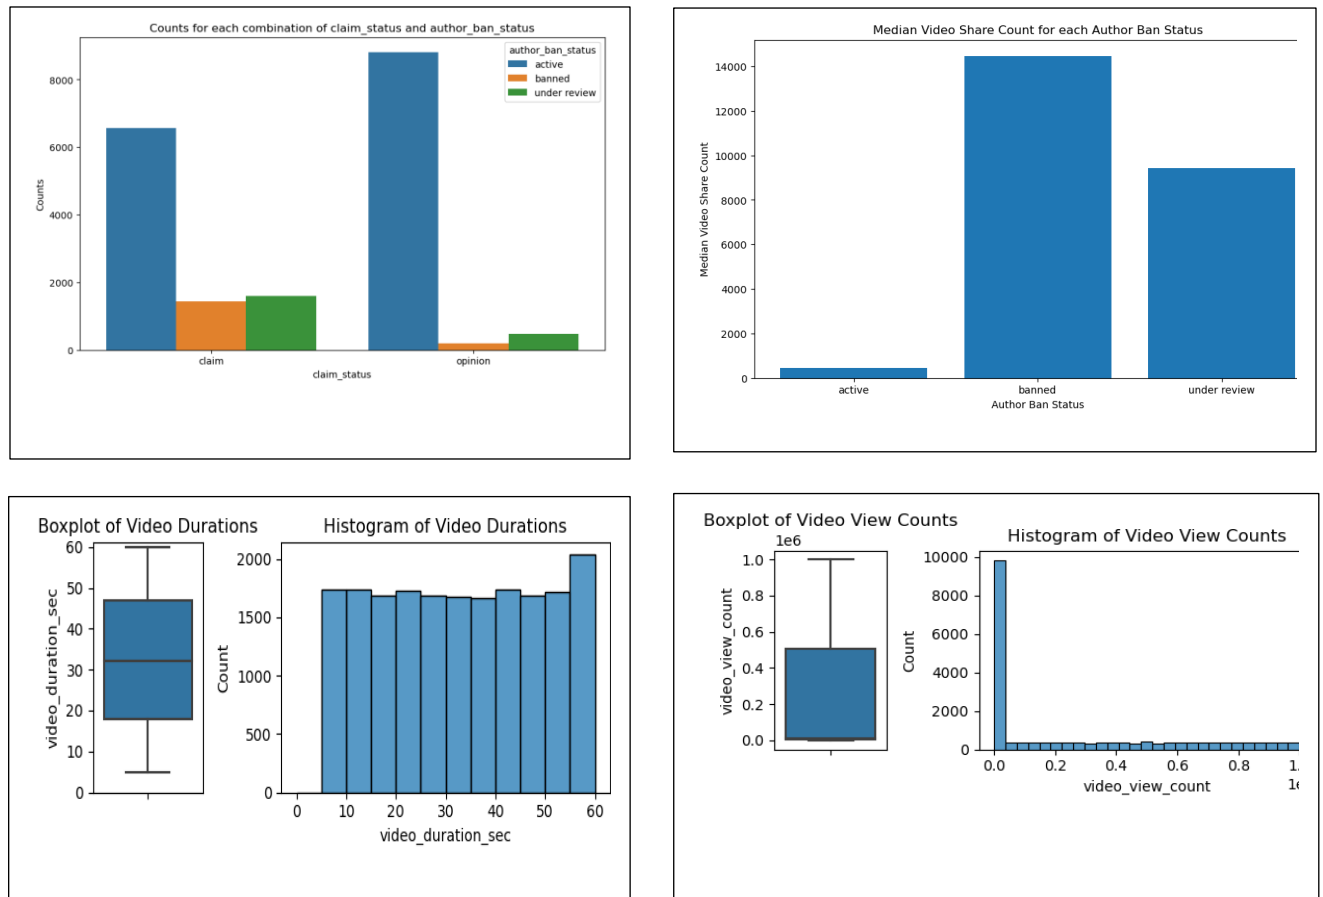 Counts for each combination of claim_status and author_ban_status
author_ban_status
active
banned
under review
8000
6000
4000
2000
0
Counts
claim
opinion
claim_status
Median Video Share Count for each Author Ban Status
14000
12000
10000
8000
6000
4000
2000
0
Median Video Share Count
active
banned
under review
Author Ban Status
Boxplot of Video Durations
60
50
40
30
20
10
0
video_duration_sec
Histogram of Video Durations
2000
1500
1000
500
0
Count
0 10 20 30 40 50 60
video_duration_sec
Boxplot of Video View Counts
1e6
1.0
0.8
0.6
0.4
0.2
0.0
video_view_count
Histogram of Video View Counts
10000
8000
6000
4000
2000
0
Count
0.0 0.2 0.4 0.6 0.8
video_view_count